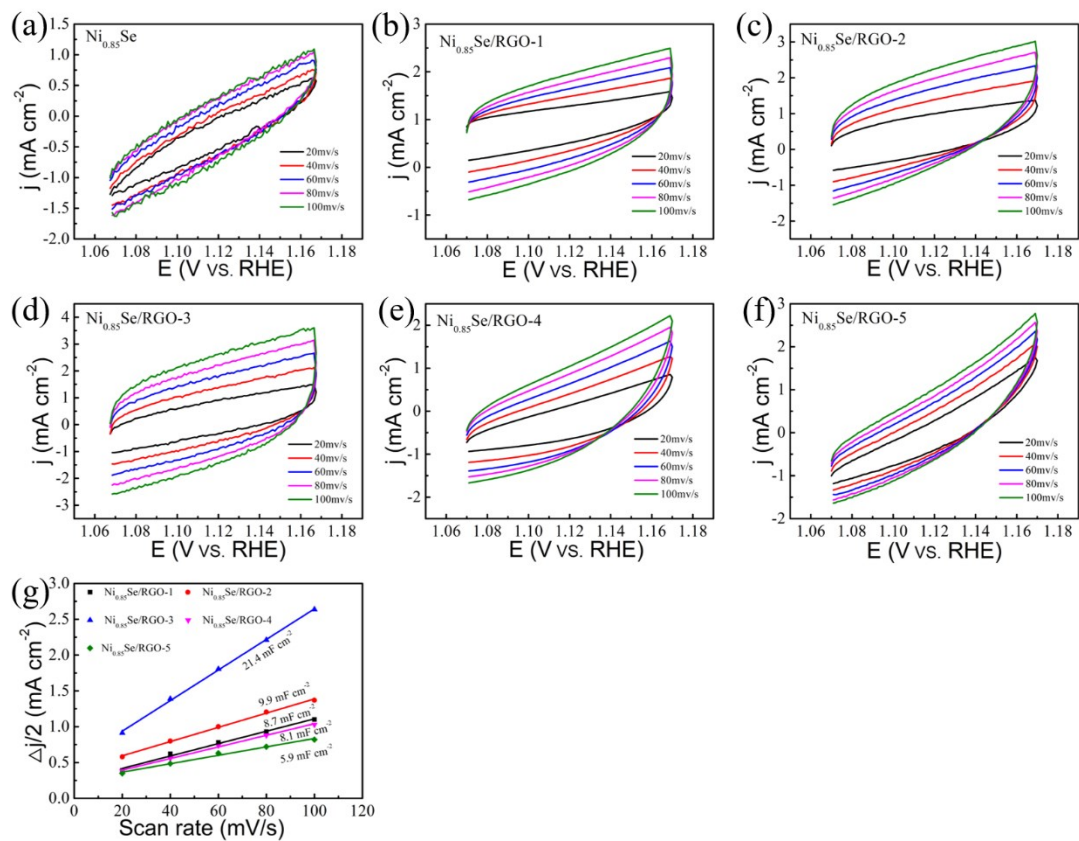 (a)
Ni0.85Se
j (mA cm-2)
1.5
1.0
0.5
0.0
-0.5
-1.0
-1.5
-2.0
20mv/s
40mv/s
60mv/s
80mv/s
100mv/s
1.06 1.08 1.10 1.12 1.14 1.16 1.18
E (V vs. RHE)
(b)
Ni0.85Se/RGO-1
j (mA cm-2)
3
2
1
0
-1
20mv/s
40mv/s
60mv/s
80mv/s
100mv/s
1.06 1.08 1.10 1.12 1.14 1.16 1.18
E (V vs. RHE)
(c)
Ni0.85Se/RGO-2
j (mA cm-2)
3
2
1
0
-1
-2
20mv/s
40mv/s
60mv/s
80mv/s
100mv/s
1.06 1.08 1.10 1.12 1.14 1.16 1.18
E (V vs. RHE)
(d)
Ni0.85Se/RGO-3
j (mA cm-2)
4
3
2
1
0
-1
-2
-3
20mv/s
40mv/s
60mv/s
80mv/s
100mv/s
1.06 1.08 1.10 1.12 1.14 1.16 1.18
E (V vs. RHE)
(e)
Ni0.85Se/RGO-4
j (mA cm-2)
2
1
0
-1
-2
20mv/s
40mv/s
60mv/s
80mv/s
100mv/s
1.06 1.08 1.10 1.12 1.14 1.16 1.18
E (V vs. RHE)
(f)
Ni0.85Se/RGO-5
j (mA cm-2)
3
2
1
0
-1
-2
20mv/s
40mv/s
60mv/s
80mv/s
100mv/s
1.06 1.08 1.10 1.12 1.14 1.16 1.18
E (V vs. RHE)
(g)
Δj/2 (mA cm-2)
3.0
2.5
2.0
1.5
1.0
0.5
0.0
Ni0.85Se/RGO-1 Ni0.85Se/RGO-2
Ni0.85Se/RGO-3 Ni0.85Se/RGO-4
Ni0.85Se/RGO-5
21.4 mF cm-2
9.9 mF cm-2
8.7 mF cm-2
8.1 mF cm-2
5.9 mF cm-2
20 40 60 80 100 120
Scan rate (mV/s)